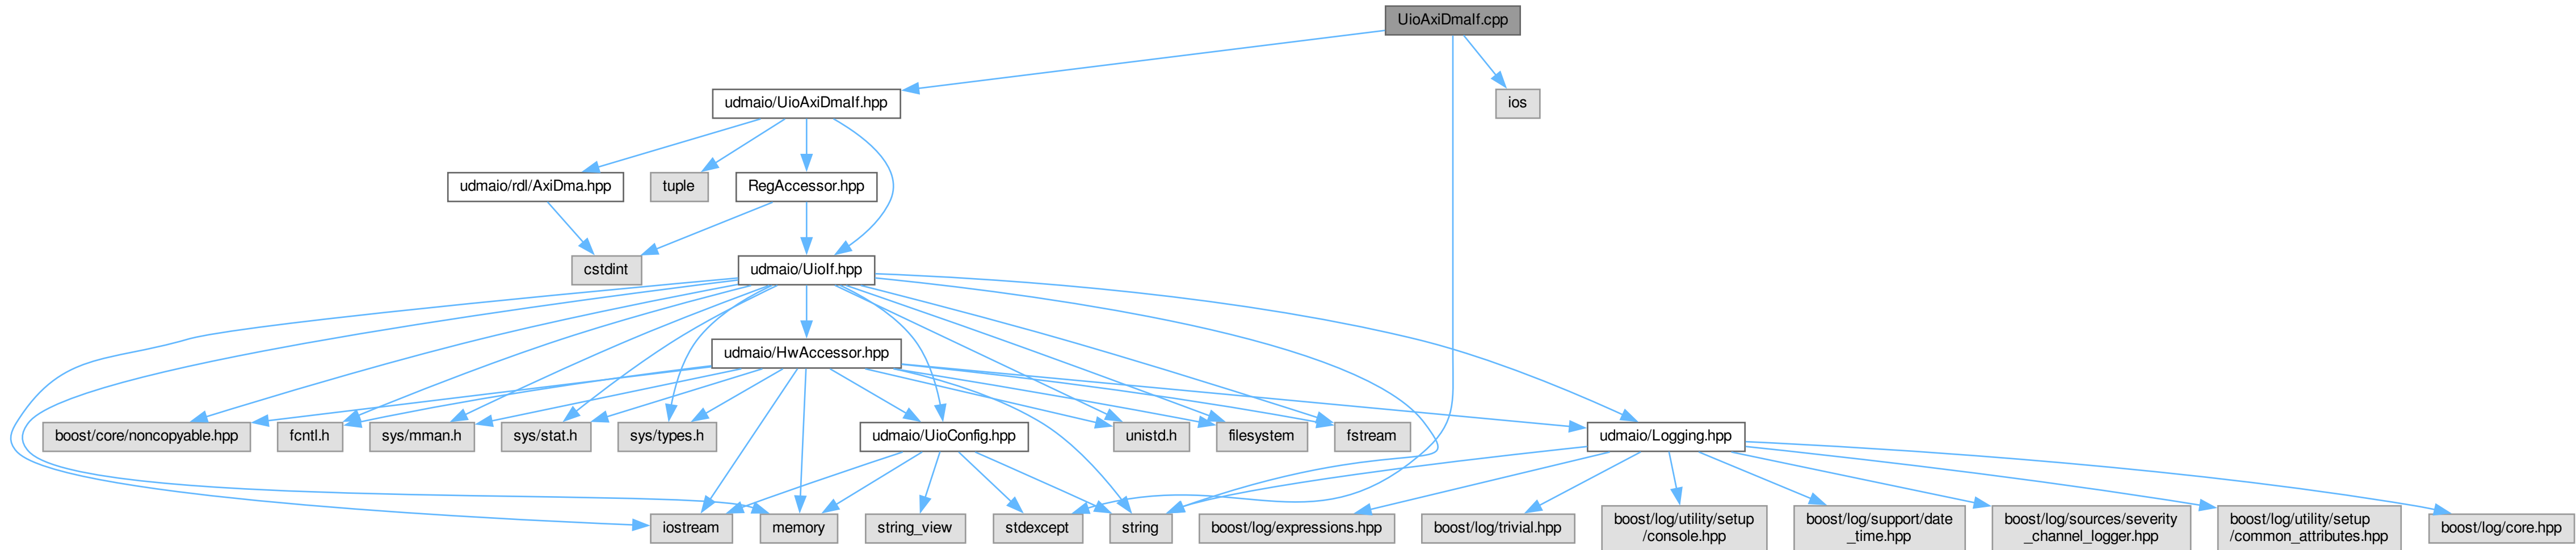 UioAxiDmaIf.cpp
udmaio/UioAxiDmaIf.hpp
ios
udmaio/rdl/AxiDma.hpp
tuple
RegAccessor.hpp
cstdint
udmaio/UioIf.hpp
udmaio/HwAccessor.hpp
boost/core/noncopyable.hpp
fcntl.h
sys/mman.h
sys/stat.h
sys/types.h
udmaio/UioConfig.hpp
unistd.h
filesystem
fstream
udmaio/Logging.hpp
iostream
memory
string_view
stdexcept
string
boost/log/expressions.hpp
boost/log/trivial.hpp
boost/log/utility/setup
/console.hpp
boost/log/support/date
_time.hpp
boost/log/sources/severity
_channel_logger.hpp
boost/log/utility/setup
/common_attributes.hpp
boost/log/core.hpp